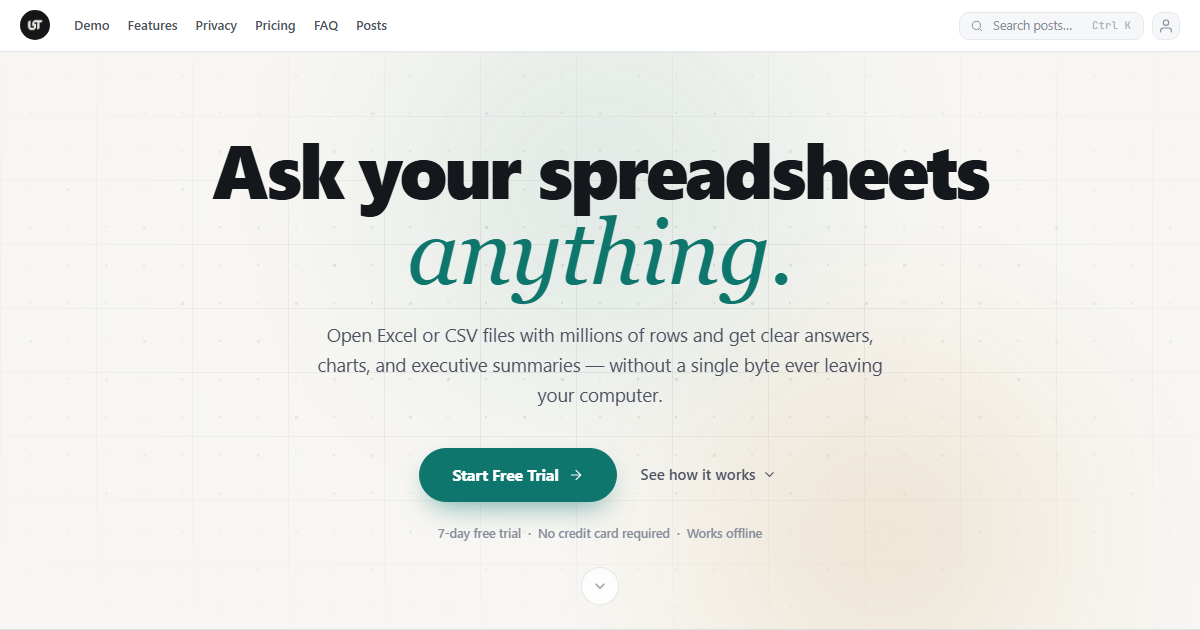 UST
Demo Features Privacy Pricing FAQ Posts
Search posts... Ctrl K
Ask your spreadsheets
anything.
Open Excel or CSV files with millions of rows and get clear answers,
charts, and executive summaries — without a single byte ever leaving
your computer.
Start Free Trial →
See how it works
7-day free trial · No credit card required · Works offline